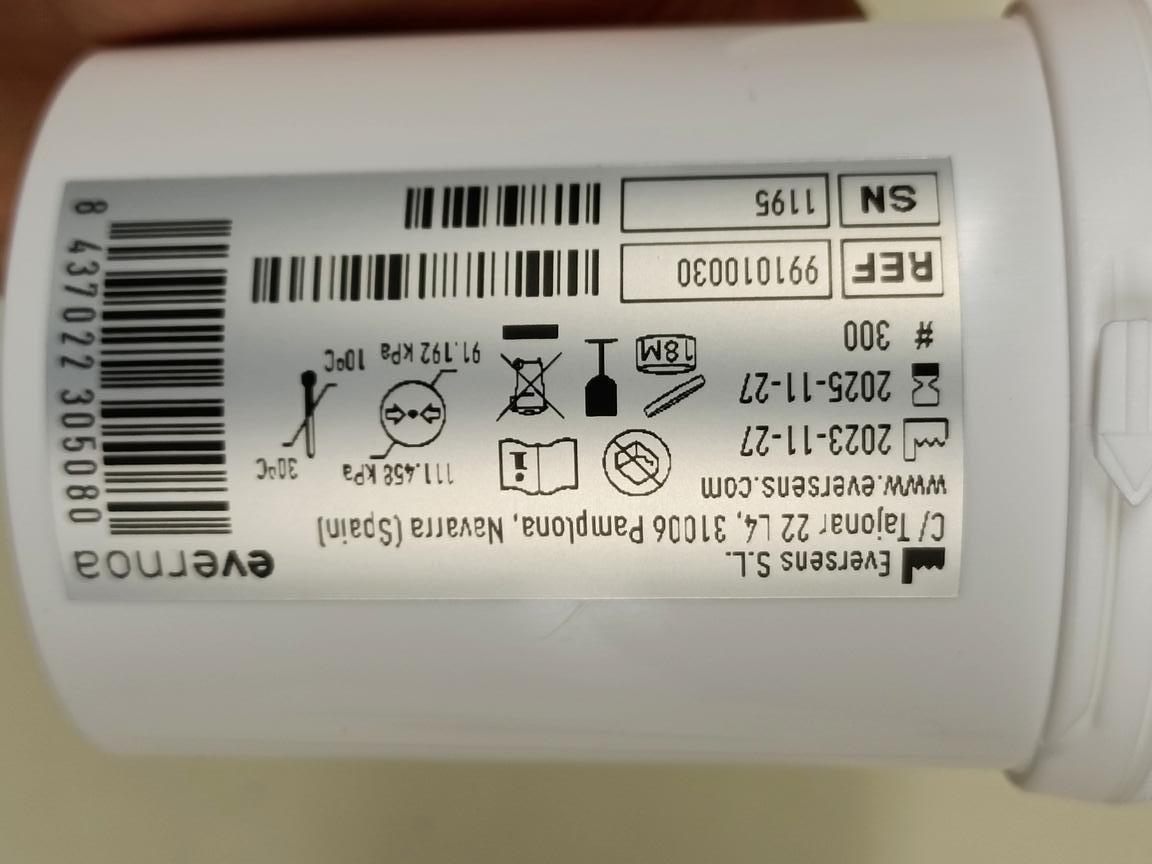 Eversens S.L.
C/ Tajonar 22 L4, 31006 Pamplona, Navarra (Spain)
www.eversens.com
2023-11-27
2025-11-27
# 300
18M
111.458 kPa
91.192 kPa
30ºC
10ºC
REF 991010030
SN 1195
evernoa
8 437022 305080